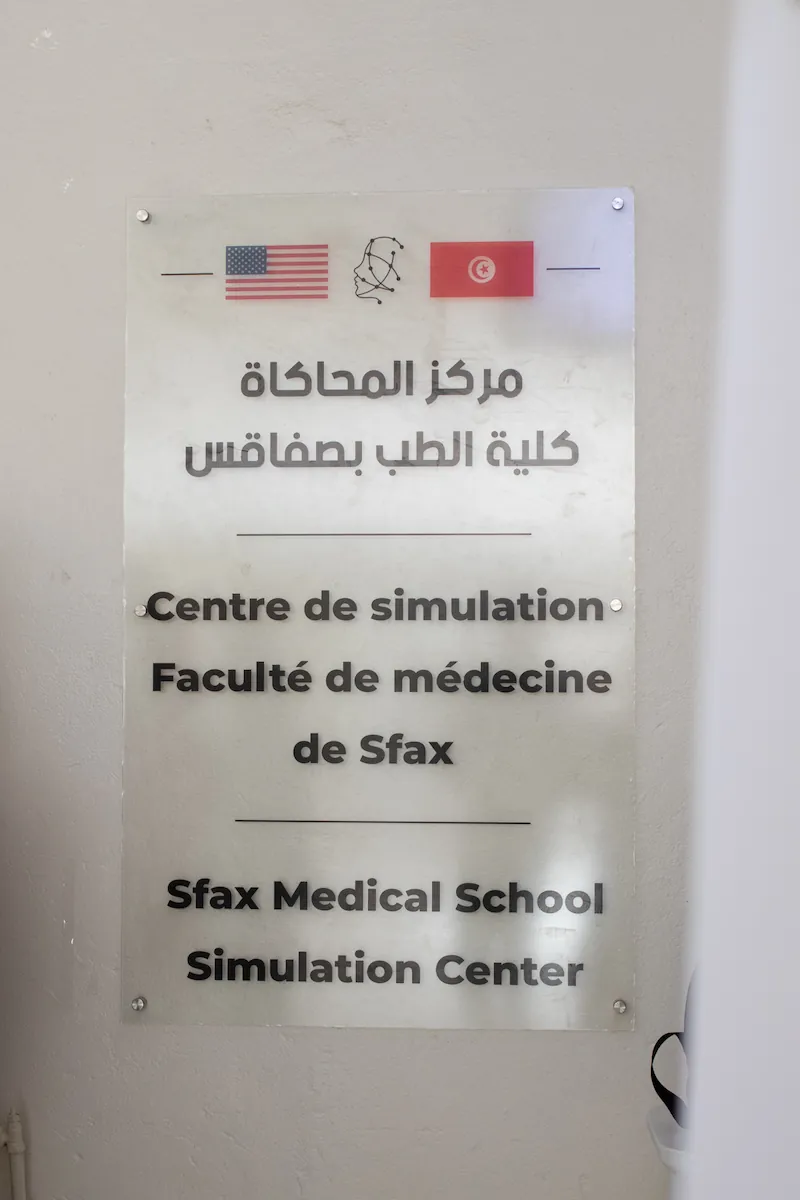 مركز المحاكاة
كلية الطب بصفاقس
Centre de simulation
Faculté de médecine
de Sfax
Sfax Medical School
Simulation Center